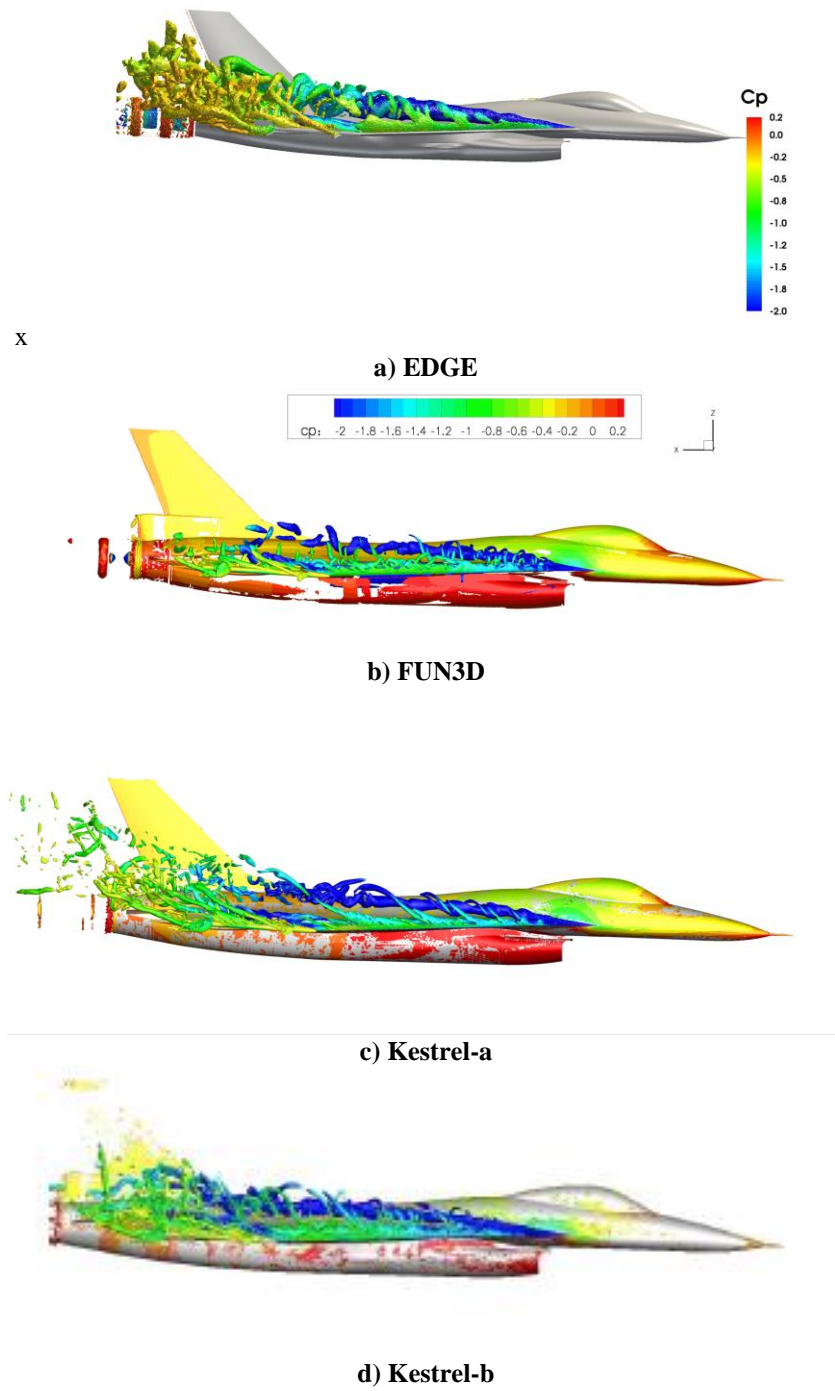 Cp
0.2
0.0
-0.2
-0.5
-0.8
-1.0
-1.2
-1.5
-1.8
-2.0
x
a) EDGE
cp: -2 -1.8 -1.6 -1.4 -1.2 -1 -0.8 -0.6 -0.4 -0.2 0 0.2
Z
X
b) FUN3D
c) Kestrel-a
d) Kestrel-b